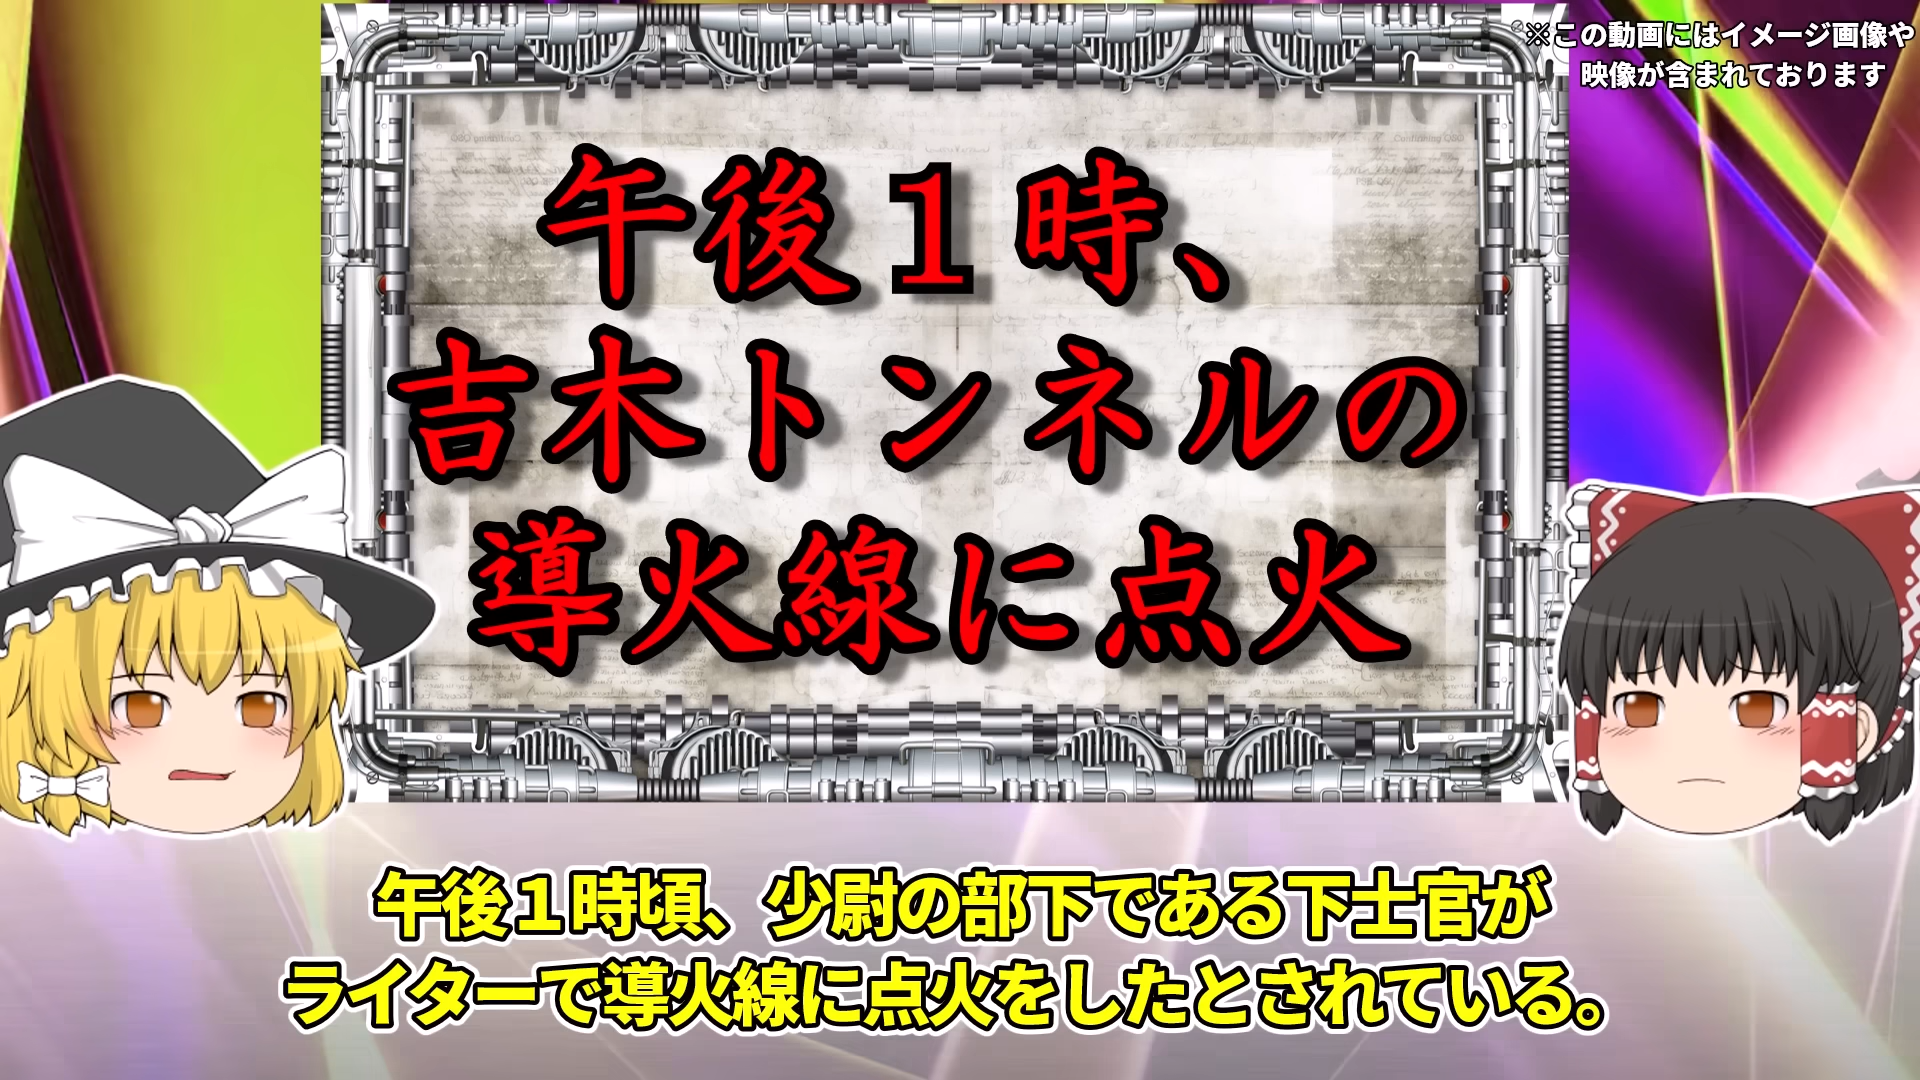 ※この動画にはイメージ画像や
映像が含まれております
午後１時、
吉木トンネルの
導火線に点火
午後１時頃、少尉の部下である下士官が
ライターで導火線に点火をしたとされている。